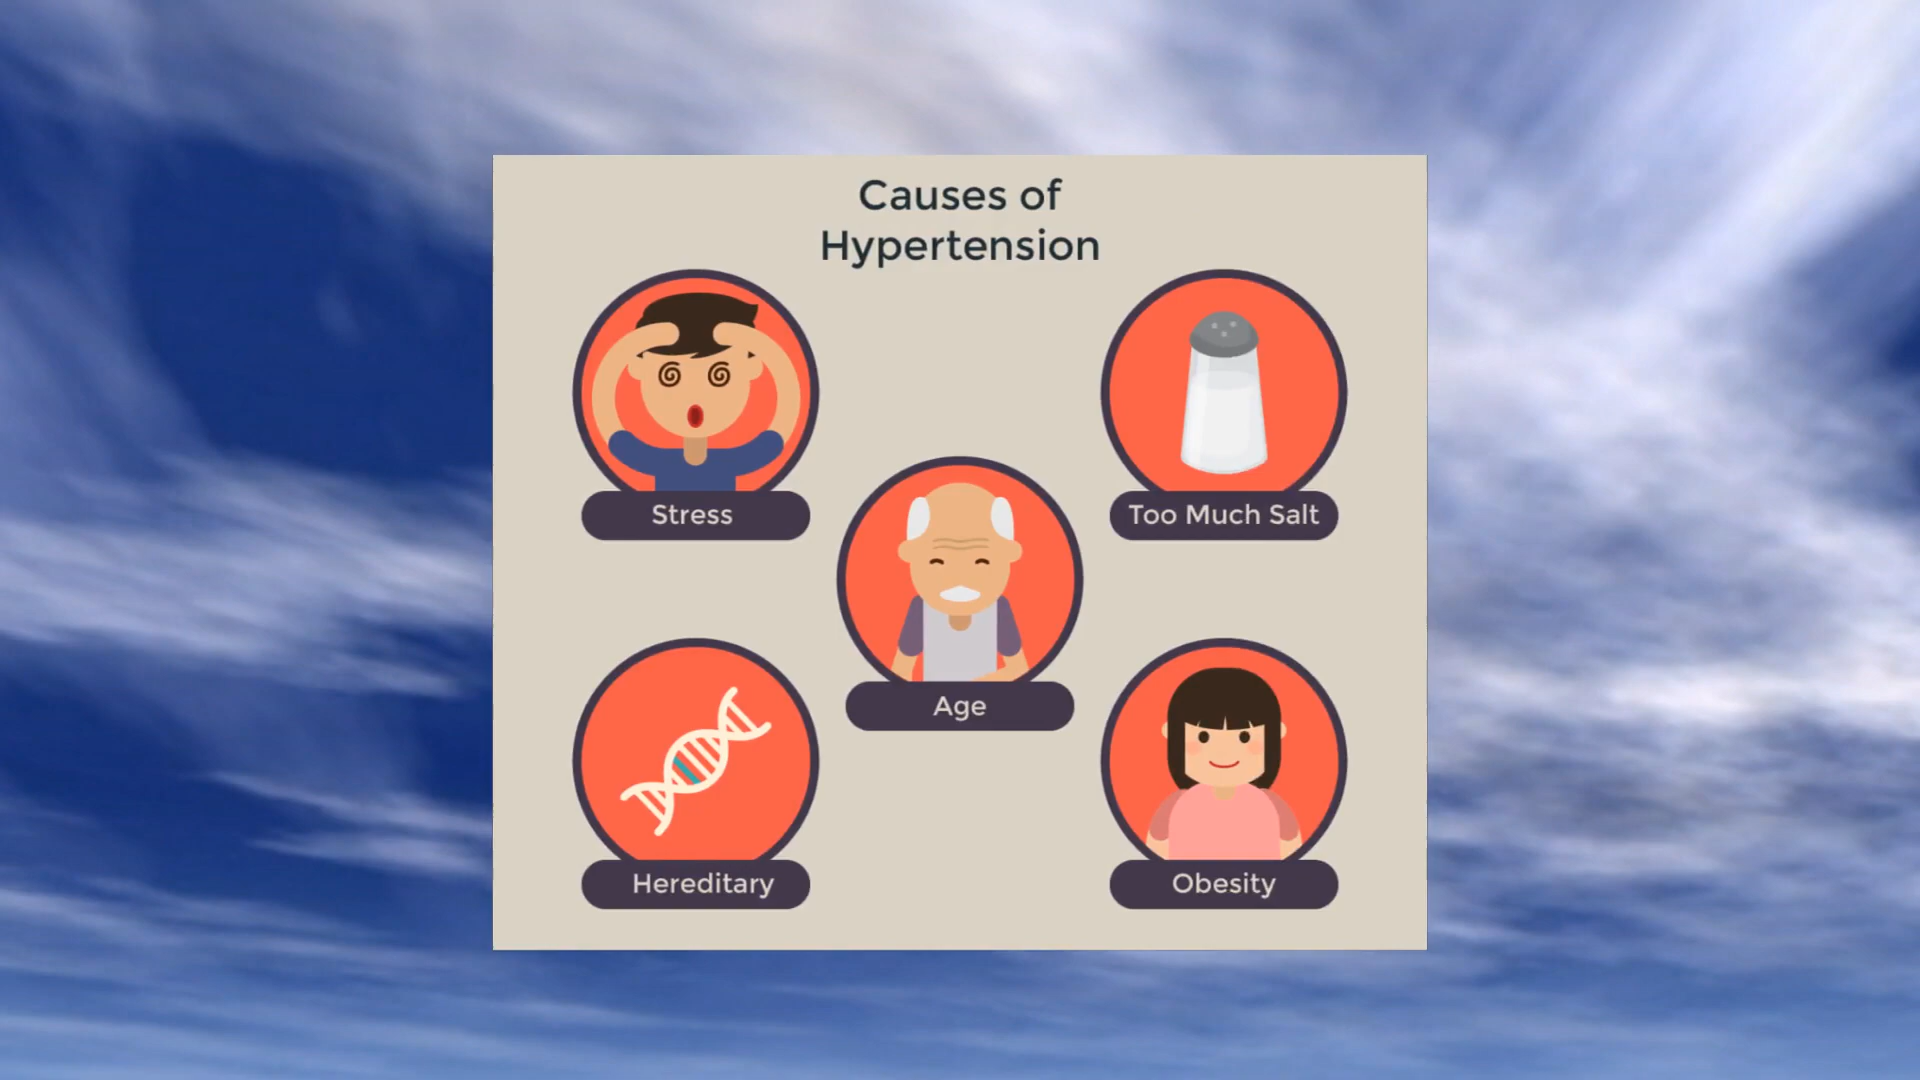 Causes of
Hypertension
Stress
Too Much Salt
Age
Hereditary
Obesity